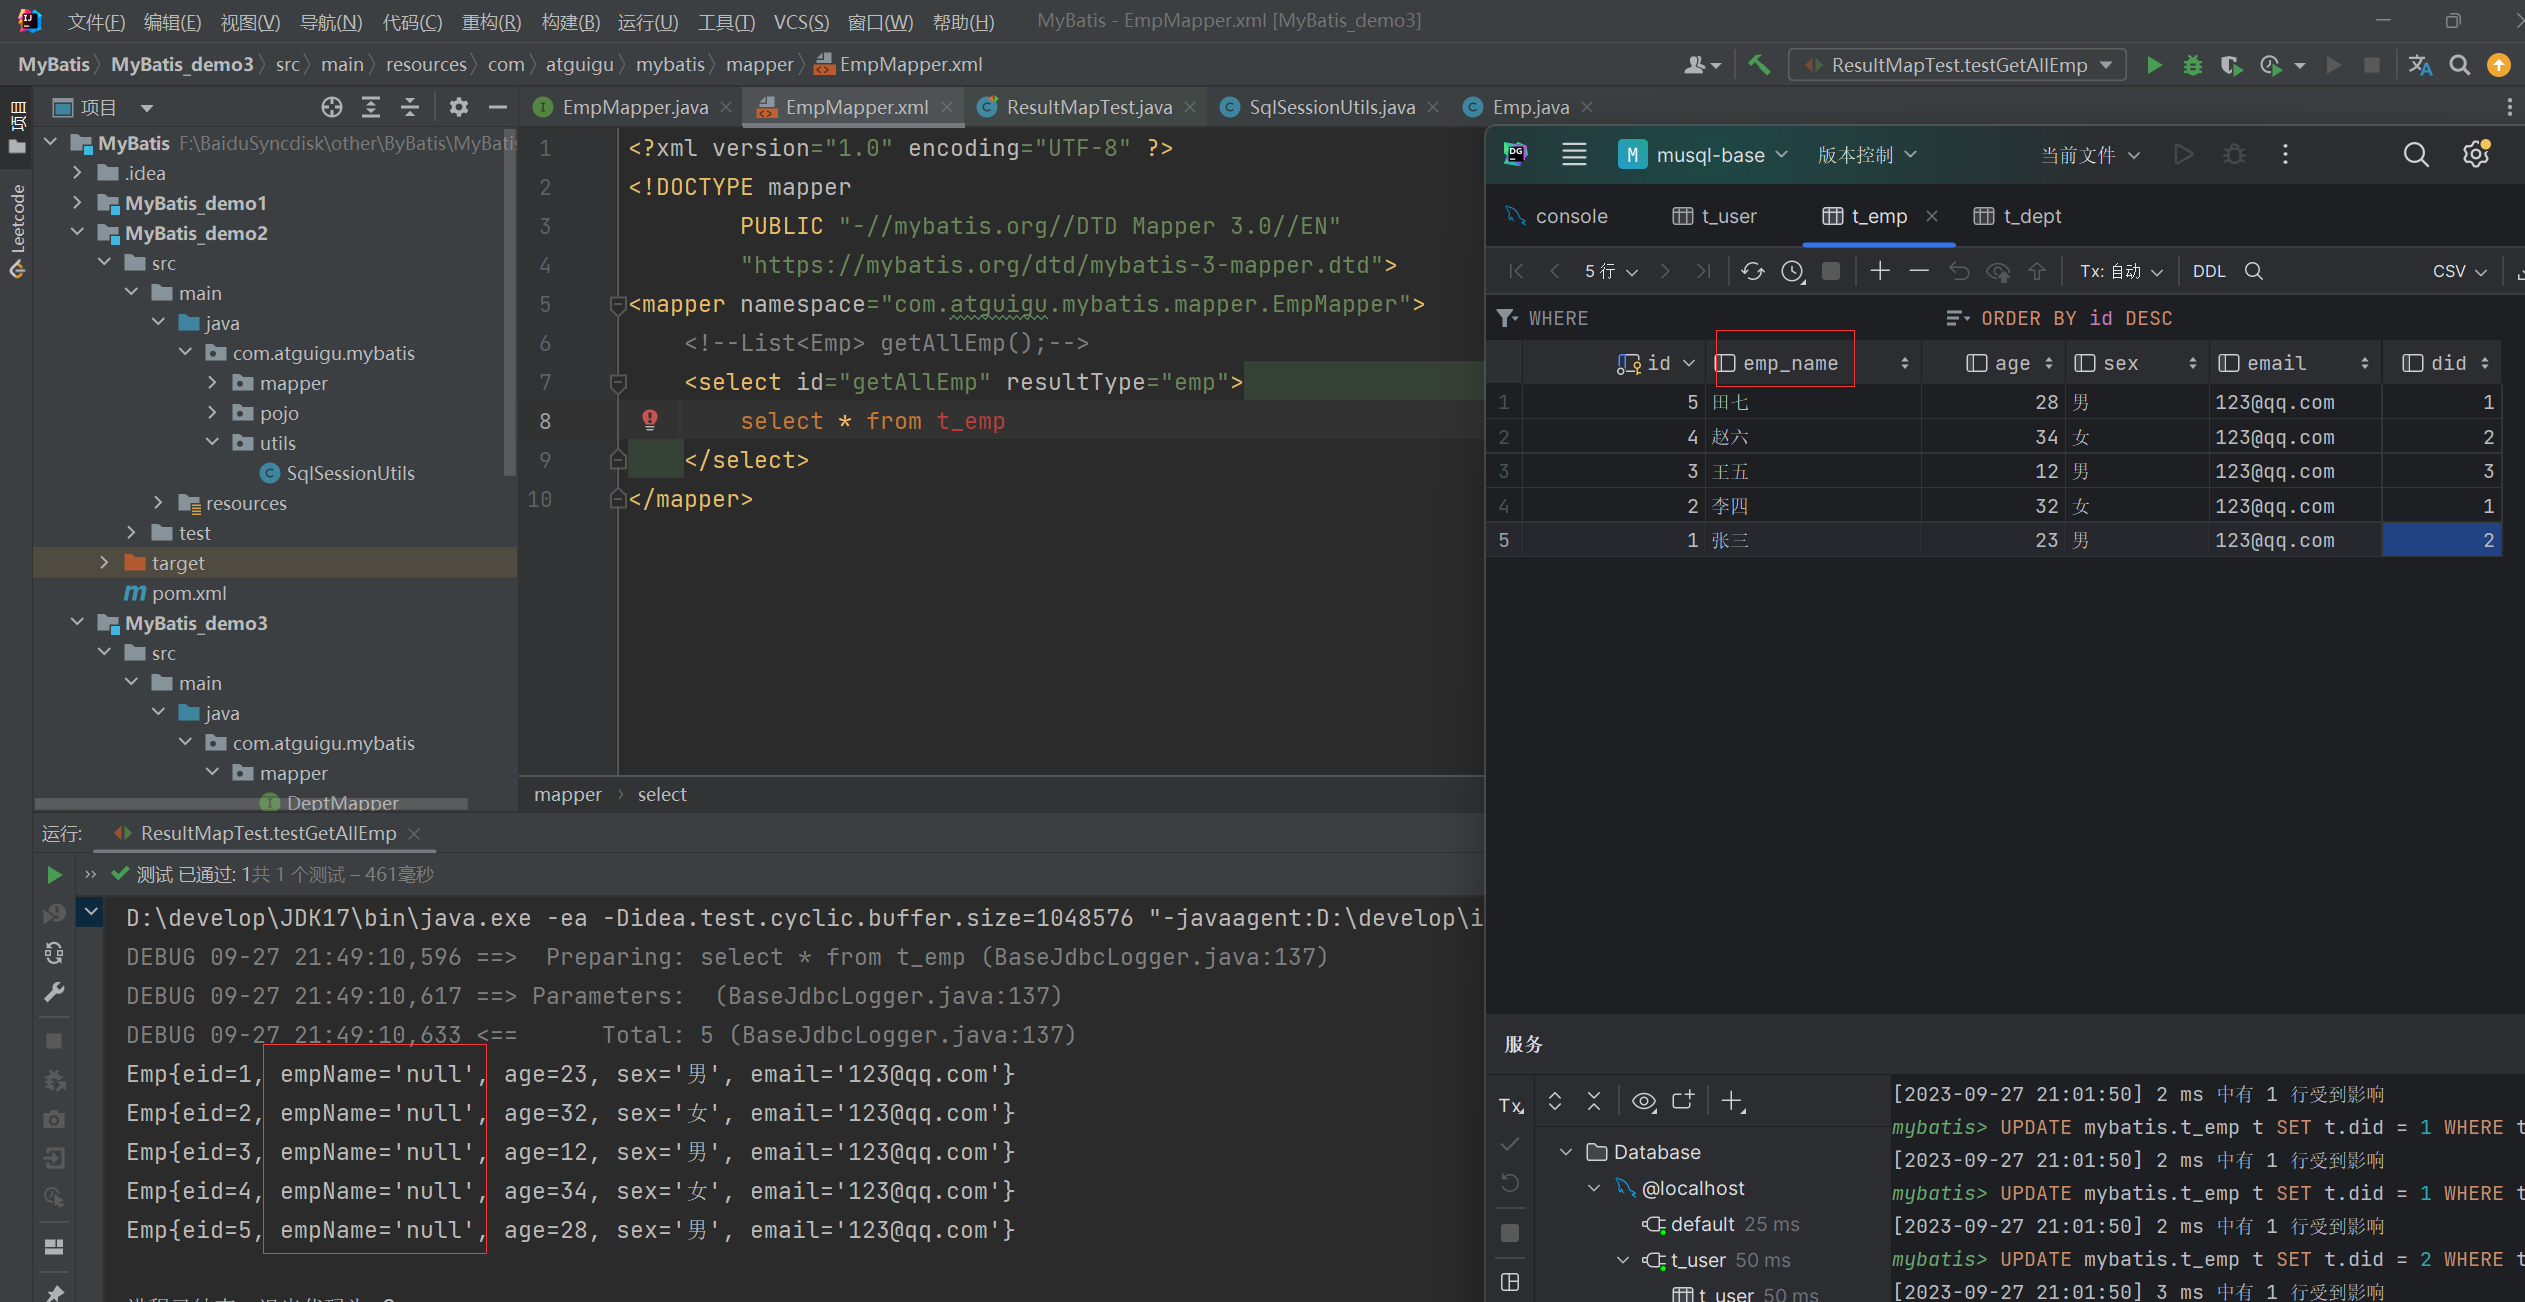 文件(F) 编辑(E) 视图(V) 导航(N) 代码(C) 重构(R) 构建(B) 运行(U) 工具(T) VCS(S) 窗口(W) 帮助(H) MyBatis - EmpMapper.xml [MyBatis_demo3]
MyBatis MyBatis_demo3 src main resources com atguigu mybatis mapper EmpMapper.xml
ResultMapTest.testGetAllEmp
项目
Leetcode
项目
MyBatis F:\BaiduSyncdisk\other\ByBatis\MyBatis
.idea
MyBatis_demo1
MyBatis_demo2
src
main
java
com.atguigu.mybatis
mapper
pojo
utils
SqlSessionUtils
resources
test
target
pom.xml
MyBatis_demo3
src
main
java
com.atguigu.mybatis
mapper
DeptMapper
EmpMapper.java EmpMapper.xml ResultMapTest.java SqlSessionUtils.java Emp.java
1 <?xml version="1.0" encoding="UTF-8" ?>
2 <!DOCTYPE mapper
3 PUBLIC "-//mybatis.org//DTD Mapper 3.0//EN"
4 "https://mybatis.org/dtd/mybatis-3-mapper.dtd">
5 <mapper namespace="com.atguigu.mybatis.mapper.EmpMapper">
6 <!--List<Emp> getAllEmp();-->
7 <select id="getAllEmp" resultType="emp">
8 select * from t_emp
9 </select>
10 </mapper>
mapper › select
运行: ResultMapTest.testGetAllEmp
测试 已通过: 1共 1 个测试 – 461毫秒
D:\develop\JDK17\bin\java.exe -ea -Didea.test.cyclic.buffer.size=1048576 "-javaagent:D:\develop\i
DEBUG 09-27 21:49:10,596 ==>  Preparing: select * from t_emp (BaseJdbcLogger.java:137)
DEBUG 09-27 21:49:10,617 ==> Parameters:  (BaseJdbcLogger.java:137)
DEBUG 09-27 21:49:10,633 <==      Total: 5 (BaseJdbcLogger.java:137)
Emp{eid=1, empName='null', age=23, sex='男', email='123@qq.com'}
Emp{eid=2, empName='null', age=32, sex='女', email='123@qq.com'}
Emp{eid=3, empName='null', age=12, sex='男', email='123@qq.com'}
Emp{eid=4, empName='null', age=34, sex='女', email='123@qq.com'}
Emp{eid=5, empName='null', age=28, sex='男', email='123@qq.com'}
DG M musql-base 版本控制 当前文件
console t_user t_emp t_dept
5 行 Tx: 自动 DDL CSV
WHERE ORDER BY id DESC
id emp_name age sex email did
1 5 田七 28 男 123@qq.com 1
2 4 赵六 34 女 123@qq.com 2
3 3 王五 12 男 123@qq.com 3
4 2 李四 32 女 123@qq.com 1
5 1 张三 23 男 123@qq.com 2
服务
Tx
Database
@localhost
default 25 ms
t_user 50 ms
t_user 50 ms
[2023-09-27 21:01:50] 2 ms 中有 1 行受到影响
mybatis> UPDATE mybatis.t_emp t SET t.did = 1 WHERE t
[2023-09-27 21:01:50] 2 ms 中有 1 行受到影响
mybatis> UPDATE mybatis.t_emp t SET t.did = 1 WHERE t
[2023-09-27 21:01:50] 2 ms 中有 1 行受到影响
mybatis> UPDATE mybatis.t_emp t SET t.did = 2 WHERE t
[2023-09-27 21:01:50] 3 ms 中有 1 行受到影响